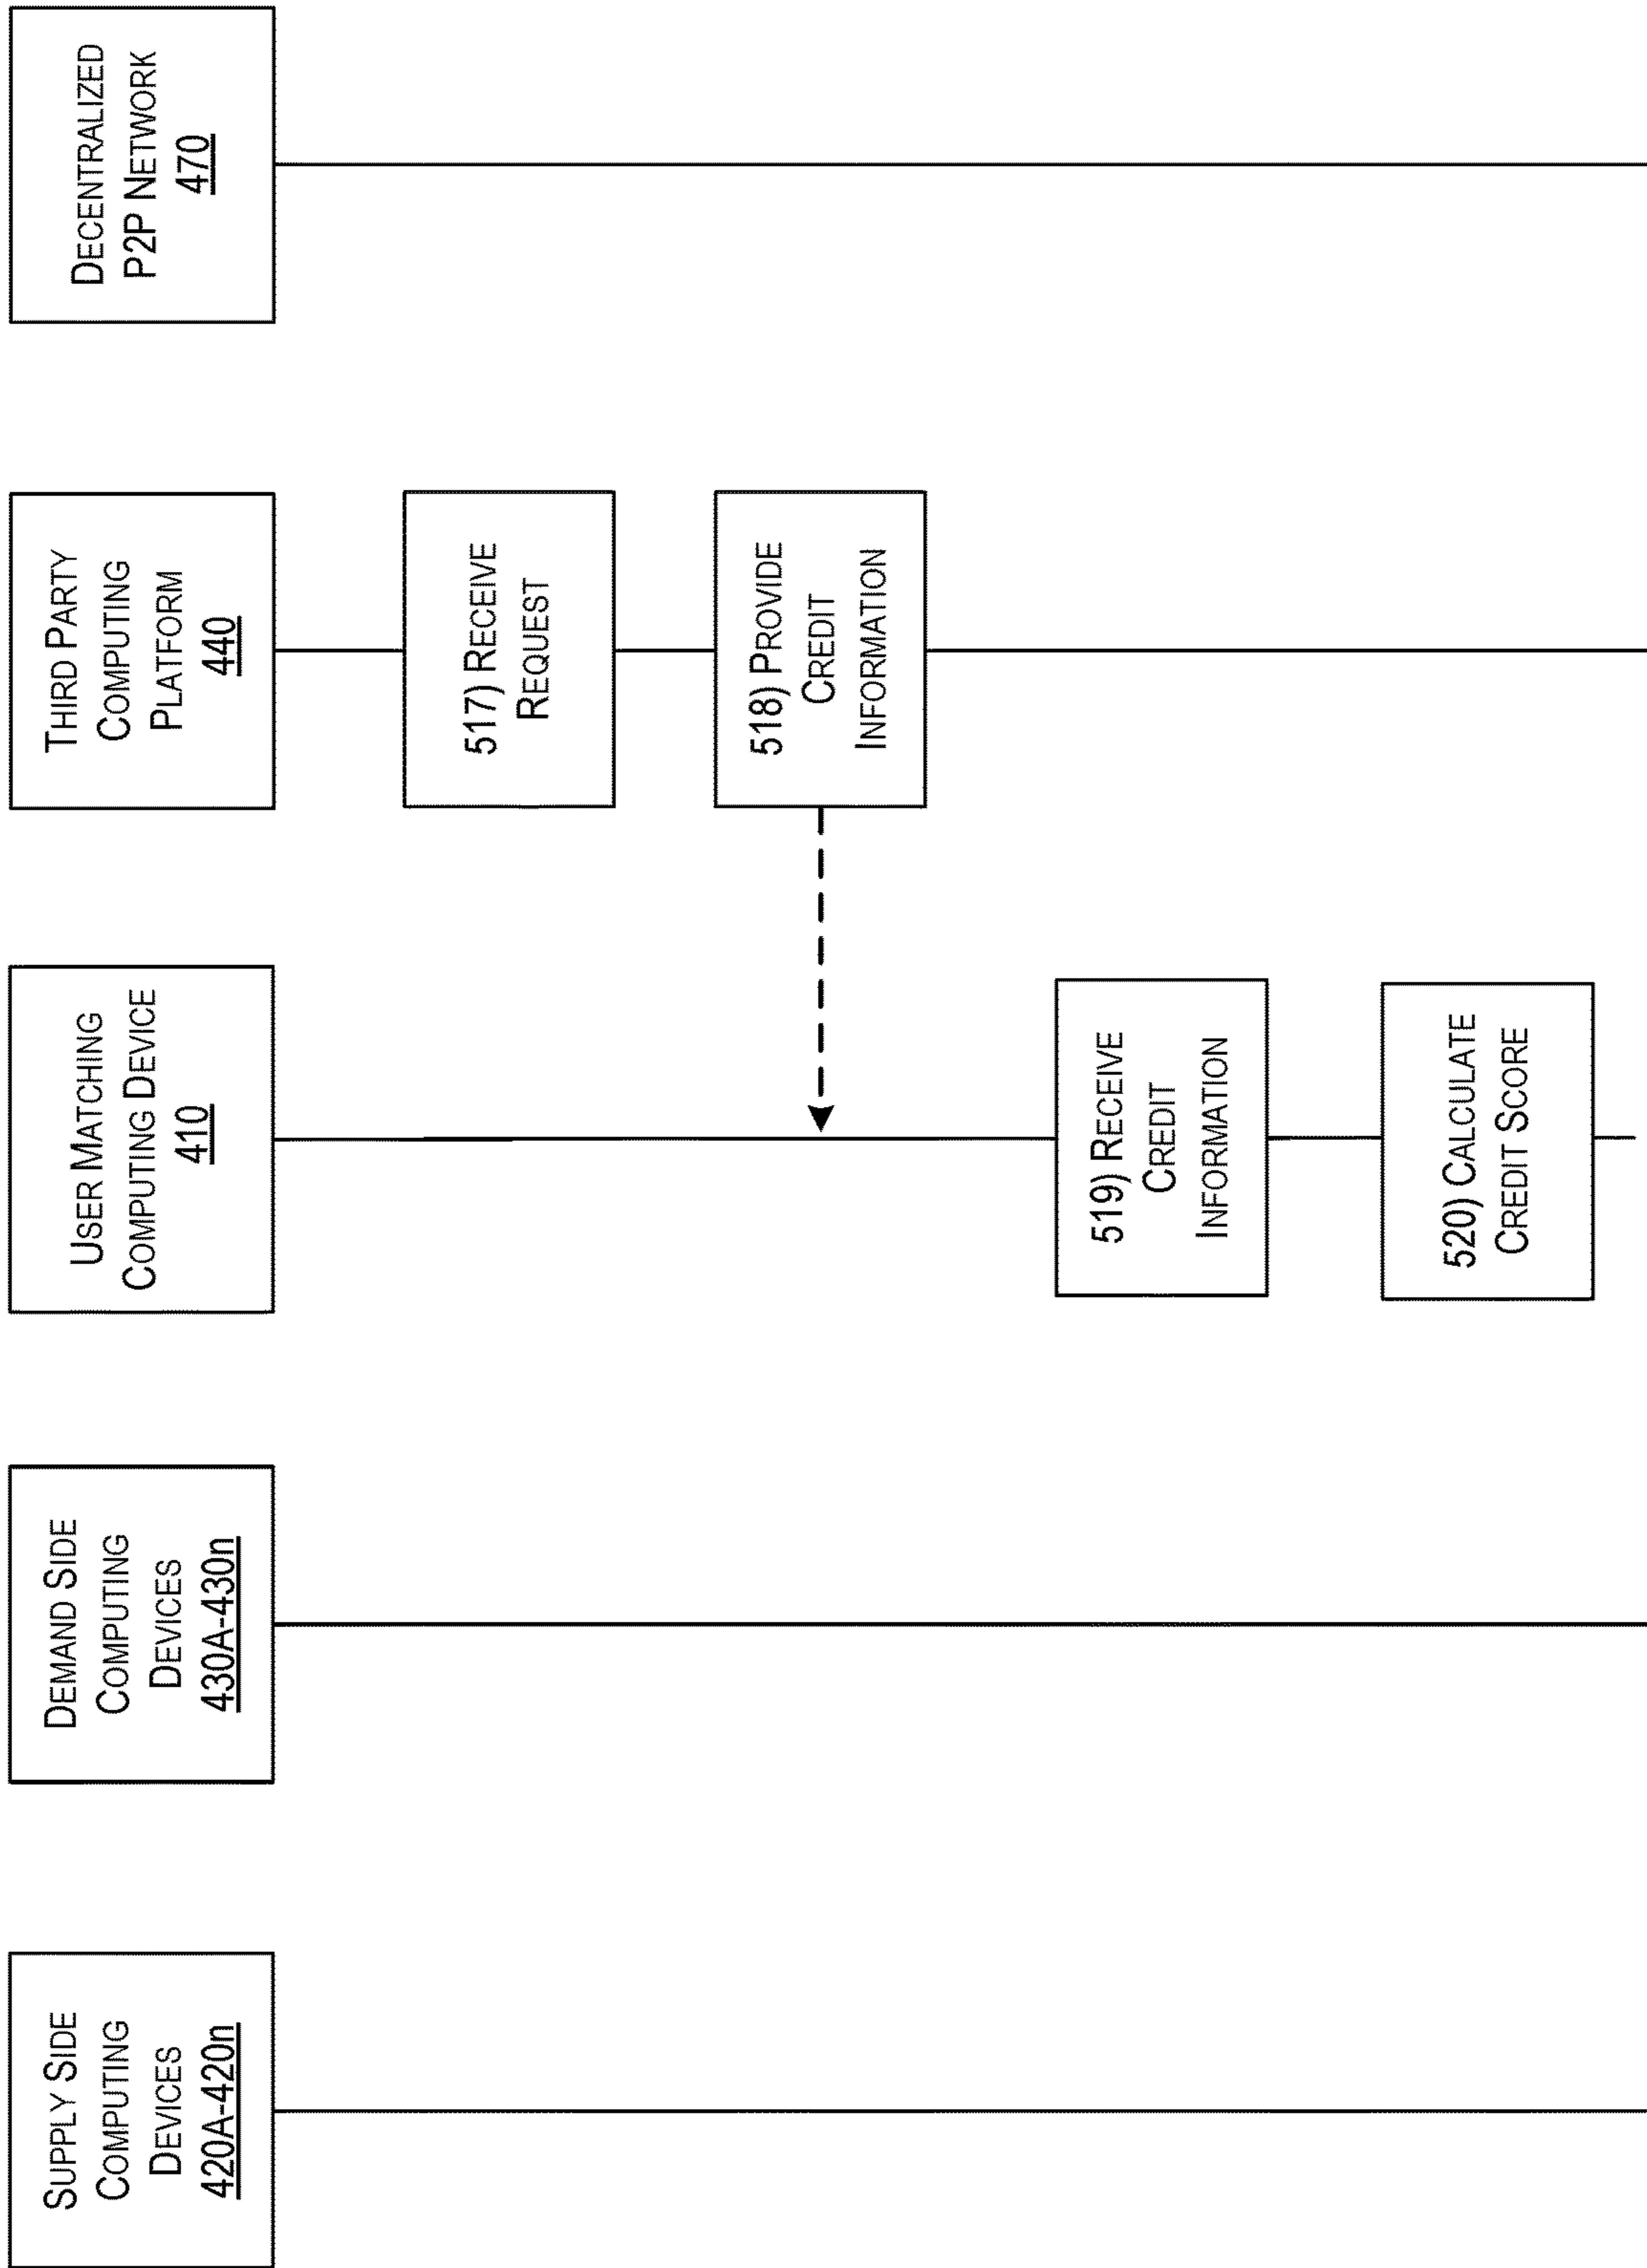 SUPPLY SIDE
COMPUTING
DEVICES
420A-420n
DEMAND SIDE
COMPUTING
DEVICES
430A-430n
USER MATCHING
COMPUTING DEVICE
410
THIRD PARTY
COMPUTING
PLATFORM
440
DECENTRALIZED
P2P NETWORK
470
517) RECEIVE
REQUEST
518) PROVIDE
CREDIT
INFORMATION
519) RECEIVE
CREDIT
INFORMATION
520) CALCULATE
CREDIT SCORE